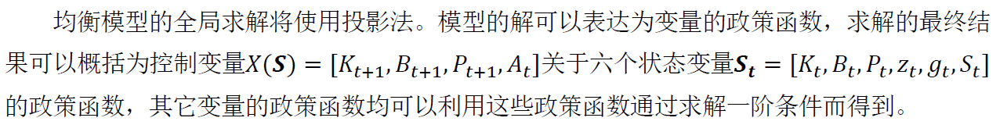 均衡模型的全局求解将使用投影法。模型的解可以表达为变量的政策函数，求解的最终结
果可以概括为控制变量X(S) = [K_{t+1}, B_{t+1}, P_{t+1}, A_t]关于六个状态变量S_t = [K_t, B_t, P_t, z_t, g_t, S_t]
的政策函数，其它变量的政策函数均可以利用这些政策函数通过求解一阶条件而得到。